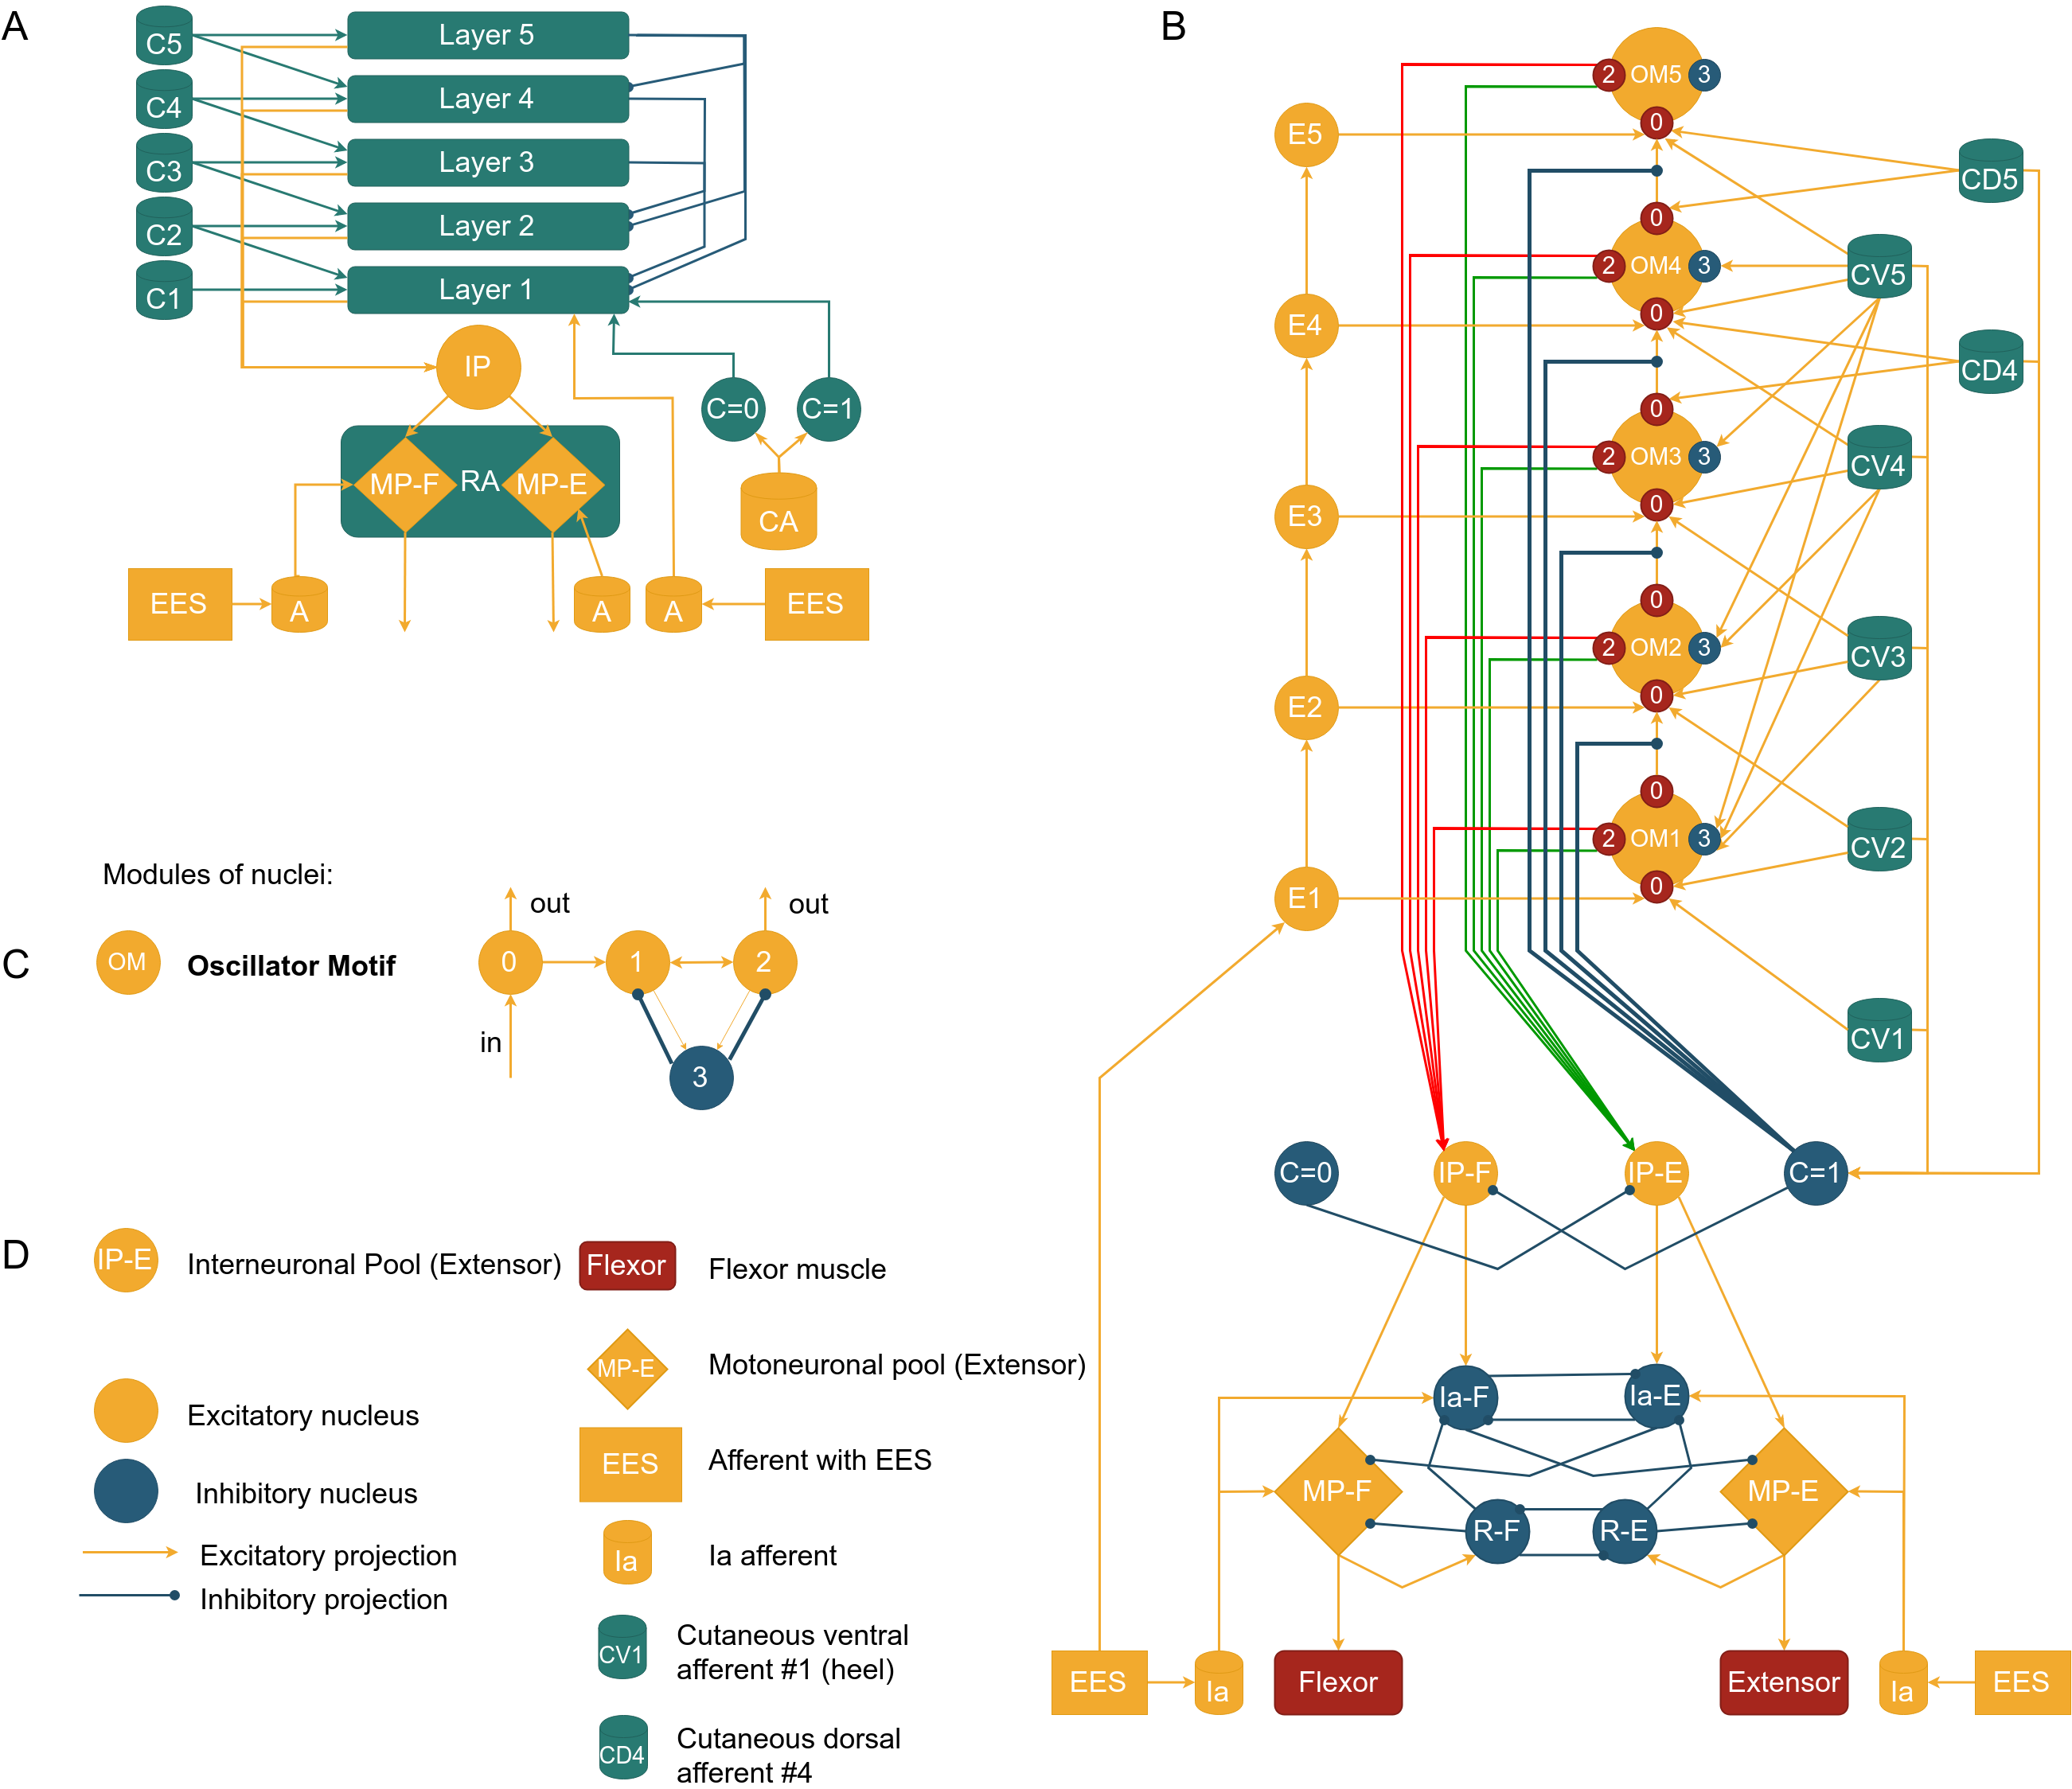 A
C5
Layer 5
C4
Layer 4
C3
Layer 3
C2
Layer 2
C1
Layer 1
IP
C=0
C=1
MP-F
RA
MP-E
CA
EES
A
A
A
EES
B
2
OM5
3
0
E5
CD5
0
2
OM4
3
CV5
0
E4
CD4
0
2
OM3
3
CV4
0
E3
0
2
OM2
3
CV3
0
E2
0
2
OM1
3
CV2
0
E1
CV1
C=0
IP-F
IP-E
C=1
Ia-F
Ia-E
MP-F
MP-E
R-F
R-E
EES
Ia
Flexor
Extensor
Ia
EES
Modules of nuclei:
C
OM
Oscillator Motif
out
out
0
1
2
in
3
D
IP-E
Interneuronal Pool (Extensor)
Excitatory nucleus
Inhibitory nucleus
Excitatory projection
Inhibitory projection
Flexor
Flexor muscle
MP-E
Motoneuronal pool (Extensor)
EES
Afferent with EES
Ia
Ia afferent
CV1
Cutaneous ventral
afferent #1 (heel)
CD4
Cutaneous dorsal
afferent #4